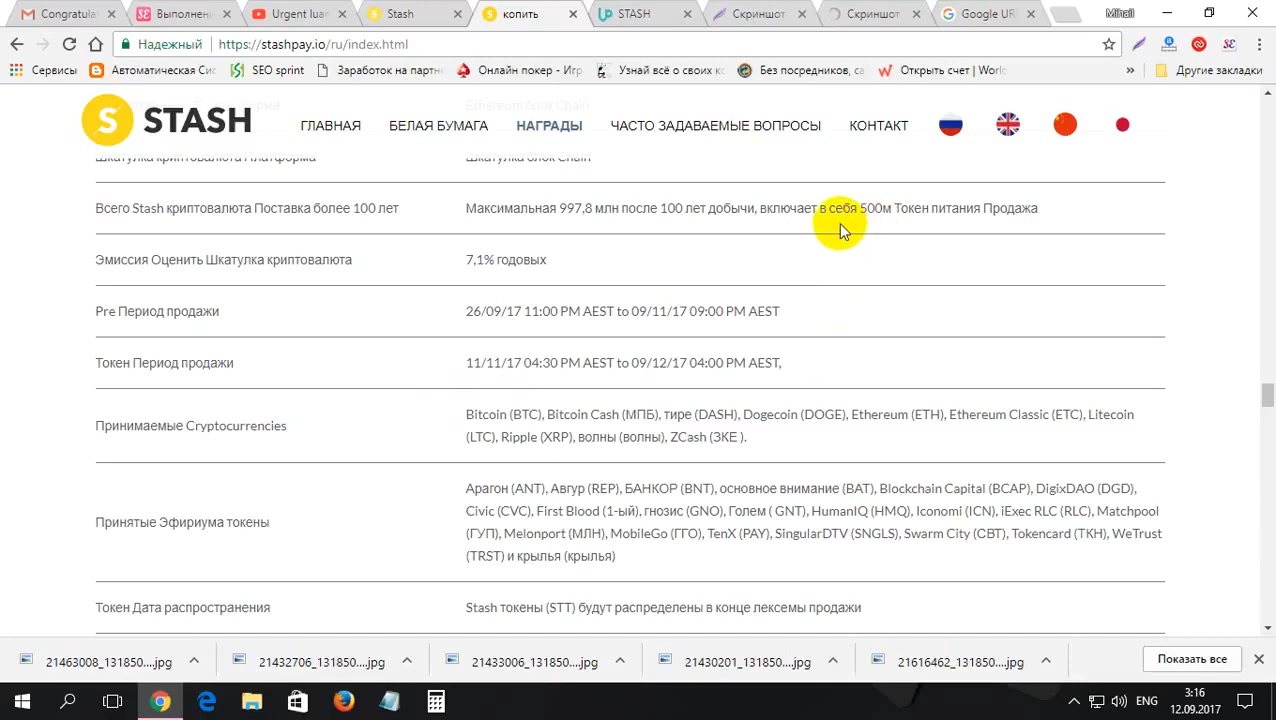 Congratula
Выполнени
Urgent luar
Stash
копить
STASH
Скриншот
Скриншот
Google URI
Mihail
Надежный
https://stashpay.io/ru/index.html
Сервисы
Автоматическая Сис
SEO sprint
Заработок на партн
Онлайн покер - Игр
Узнай всё о своих к
Без посредников, са
Открыть счет | World
»
Другие закладки
Ethereum блок Chain
STASH
ГЛАВНАЯ
БЕЛАЯ БУМАГА
НАГРАДЫ
ЧАСТО ЗАДАВАЕМЫЕ ВОПРОСЫ
КОНТАКТ
Шкатулка криптовалюта Платформа
Шкатулка блок Chain
Всего Stash криптовалюта Поставка более 100 лет
Максимальная 997,8 млн после 100 лет добычи, включает в себя 500м Токен питания Продажа
Эмиссия Оценить Шкатулка криптовалюта
7,1% годовых
Pre Период продажи
26/09/17 11:00 PM AEST to 09/11/17 09:00 PM AEST
Токен Период продажи
11/11/17 04:30 PM AEST to 09/12/17 04:00 PM AEST,
Принимаемые Cryptocurrencies
Bitcoin (BTC), Bitcoin Cash (МПБ), тире (DASH), Dogecoin (DOGE), Ethereum (ETH), Ethereum Classic (ETC), Litecoin
(LTC), Ripple (XRP), волны (волны), ZCash (ЗКЕ ).
Принятые Эфириума токены
Арагон (ANT), Авгур (REP), БАНКОР (BNT), основное внимание (BAT), Blockchain Capital (BCAP), DigixDAO (DGD),
Civic (CVC), First Blood (1-ый), гнозис (GNO), Голем ( GNT), HumanIQ (HMQ), Iconomi (ICN), iExec RLC (RLC), Matchpool
(ГУП), Melonport (МЛН), MobileGo (ГГО), TenX (PAY), SingularDTV (SNGLS), Swarm City (СВТ), Tokencard (ТКН), WeTrust
(TRST) и крылья (крылья)
Токен Дата распространения
Stash токены (STT) будут распределены в конце лексемы продажи
21463008_131850....jpg
21432706_131850....jpg
21433006_131850....jpg
21430201_131850....jpg
21616462_131850....jpg
Показать все
ENG
3:16
12.09.2017